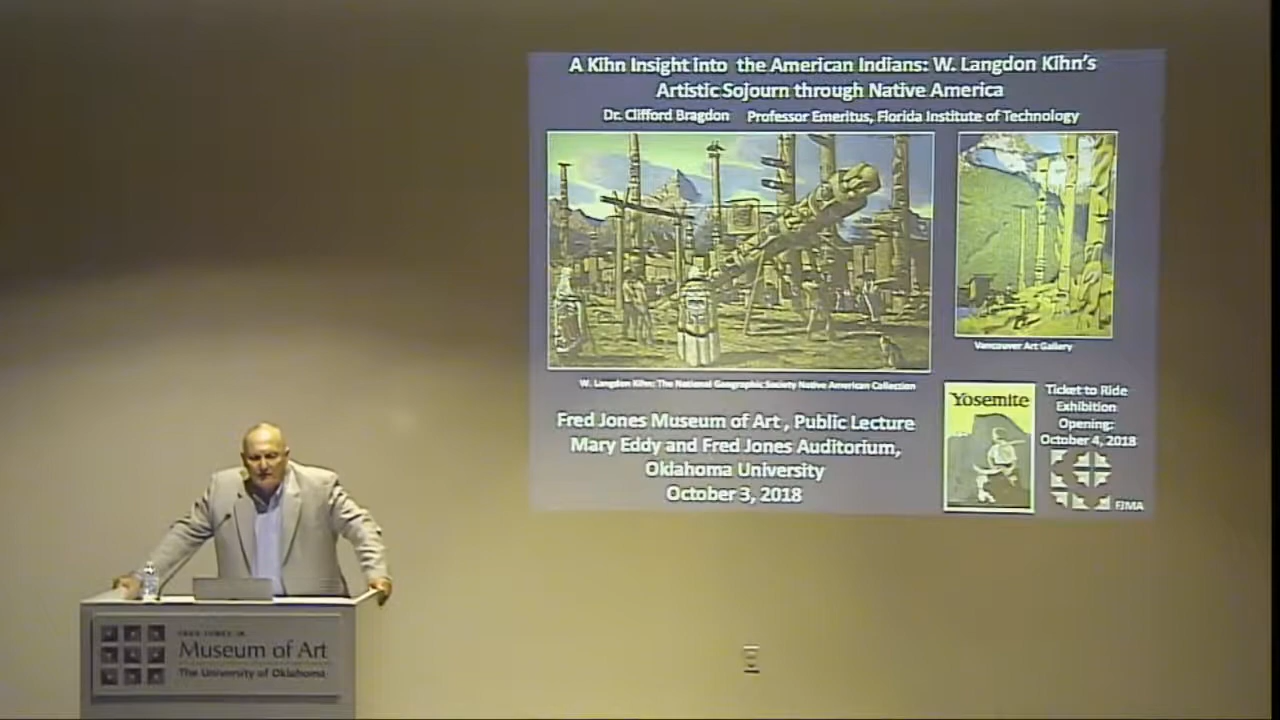 A Kihn Insight into the American Indians: W. Langdon Kihn's
Artistic Sojourn through Native America
Dr. Clifford Bragdon Professor Emeritus, Florida Institute of Technology
Vancouver Art Gallery
W. Langdon Kihn: The National Geographic Society Native American Collection
Yosemite
Ticket to Ride
Exhibition
Opening:
October 4, 2018
FJMA
Fred Jones Museum of Art , Public Lecture
Mary Eddy and Fred Jones Auditorium,
Oklahoma University
October 3, 2018
FRED JONES JR.
Museum of Art
The University of Oklahoma